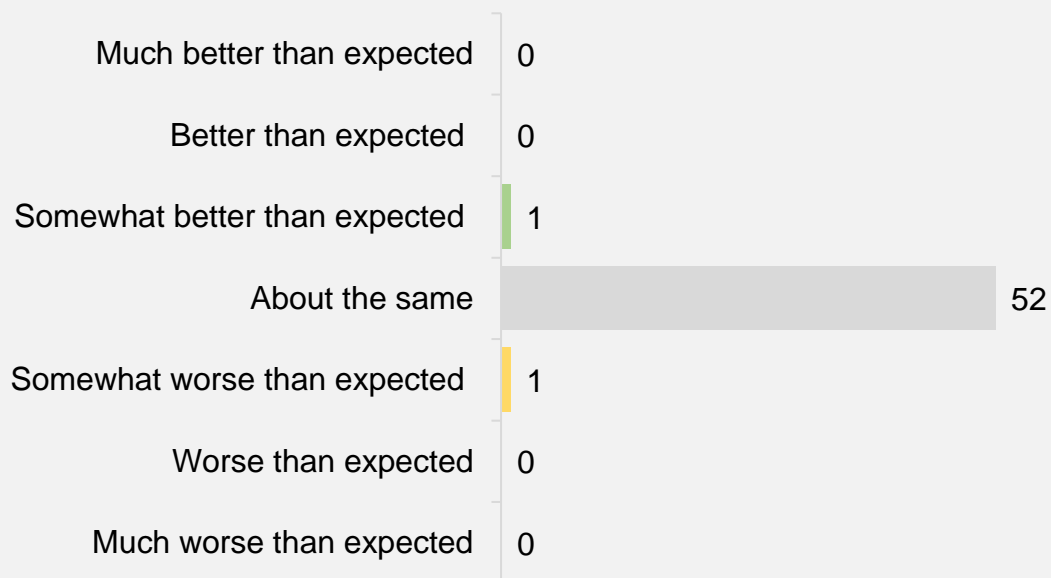 Much better than expected 0
Better than expected 0
Somewhat better than expected 1
About the same 52
Somewhat worse than expected 1
Worse than expected 0
Much worse than expected 0